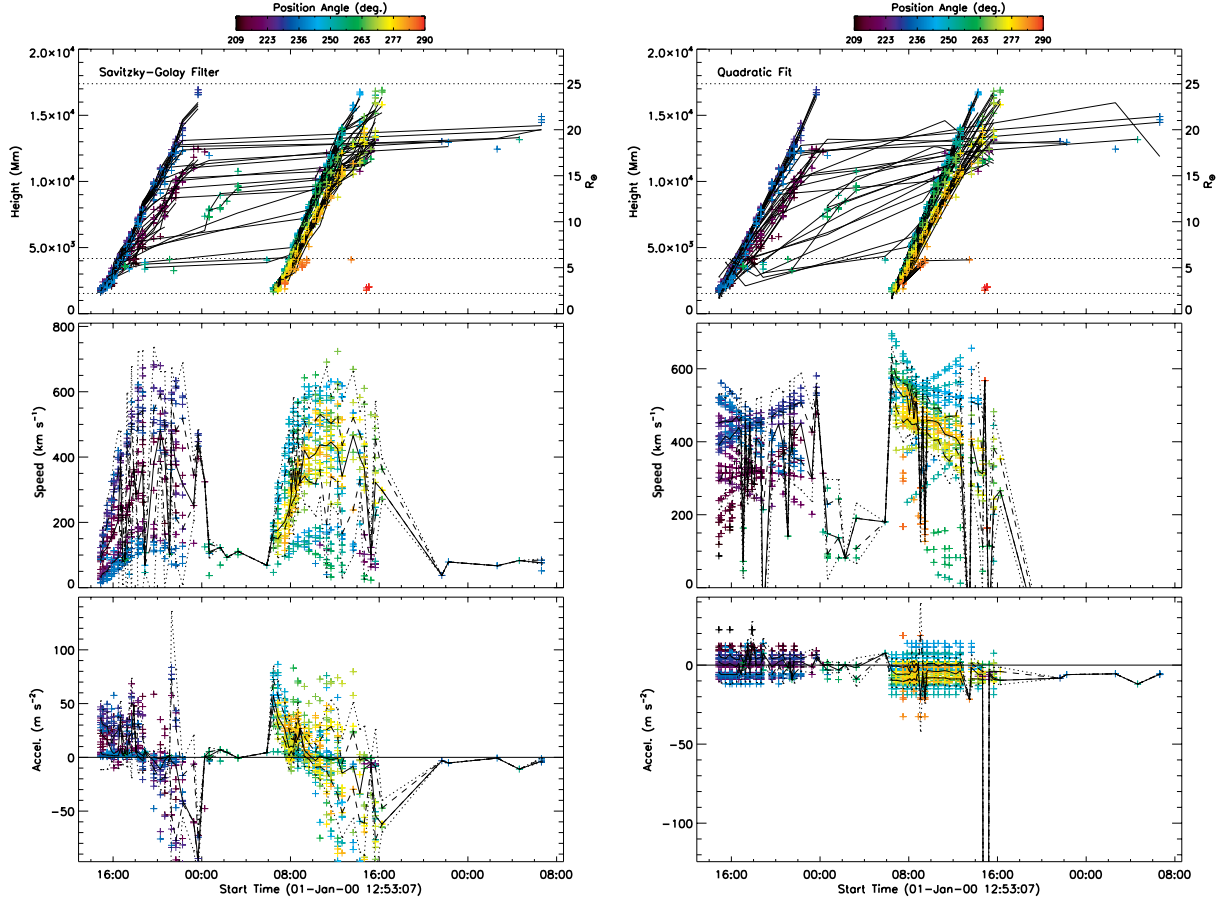 Position Angle (deg.)
209 223 236 250 263 277 290
Savitzky-Golay Filter
2.0×10⁴
1.5×10⁴
1.0×10⁴
5.0×10³
0
Height (Mm)
25
20
15
10
5
0
R⊙
800
600
400
200
0
Speed (km s⁻¹)
100
50
0
−50
Accel. (m s⁻²)
16:00 00:00 08:00 16:00 00:00 08:00
Start Time (01-Jan-00 12:53:07)
Position Angle (deg.)
209 223 236 250 263 277 290
Quadratic Fit
2.0×10⁴
1.5×10⁴
1.0×10⁴
5.0×10³
0
Height (Mm)
25
20
15
10
5
0
R⊙
600
400
200
0
Speed (km s⁻¹)
0
−50
−100
Accel. (m s⁻²)
16:00 00:00 08:00 16:00 00:00 08:00
Start Time (01-Jan-00 12:53:07)